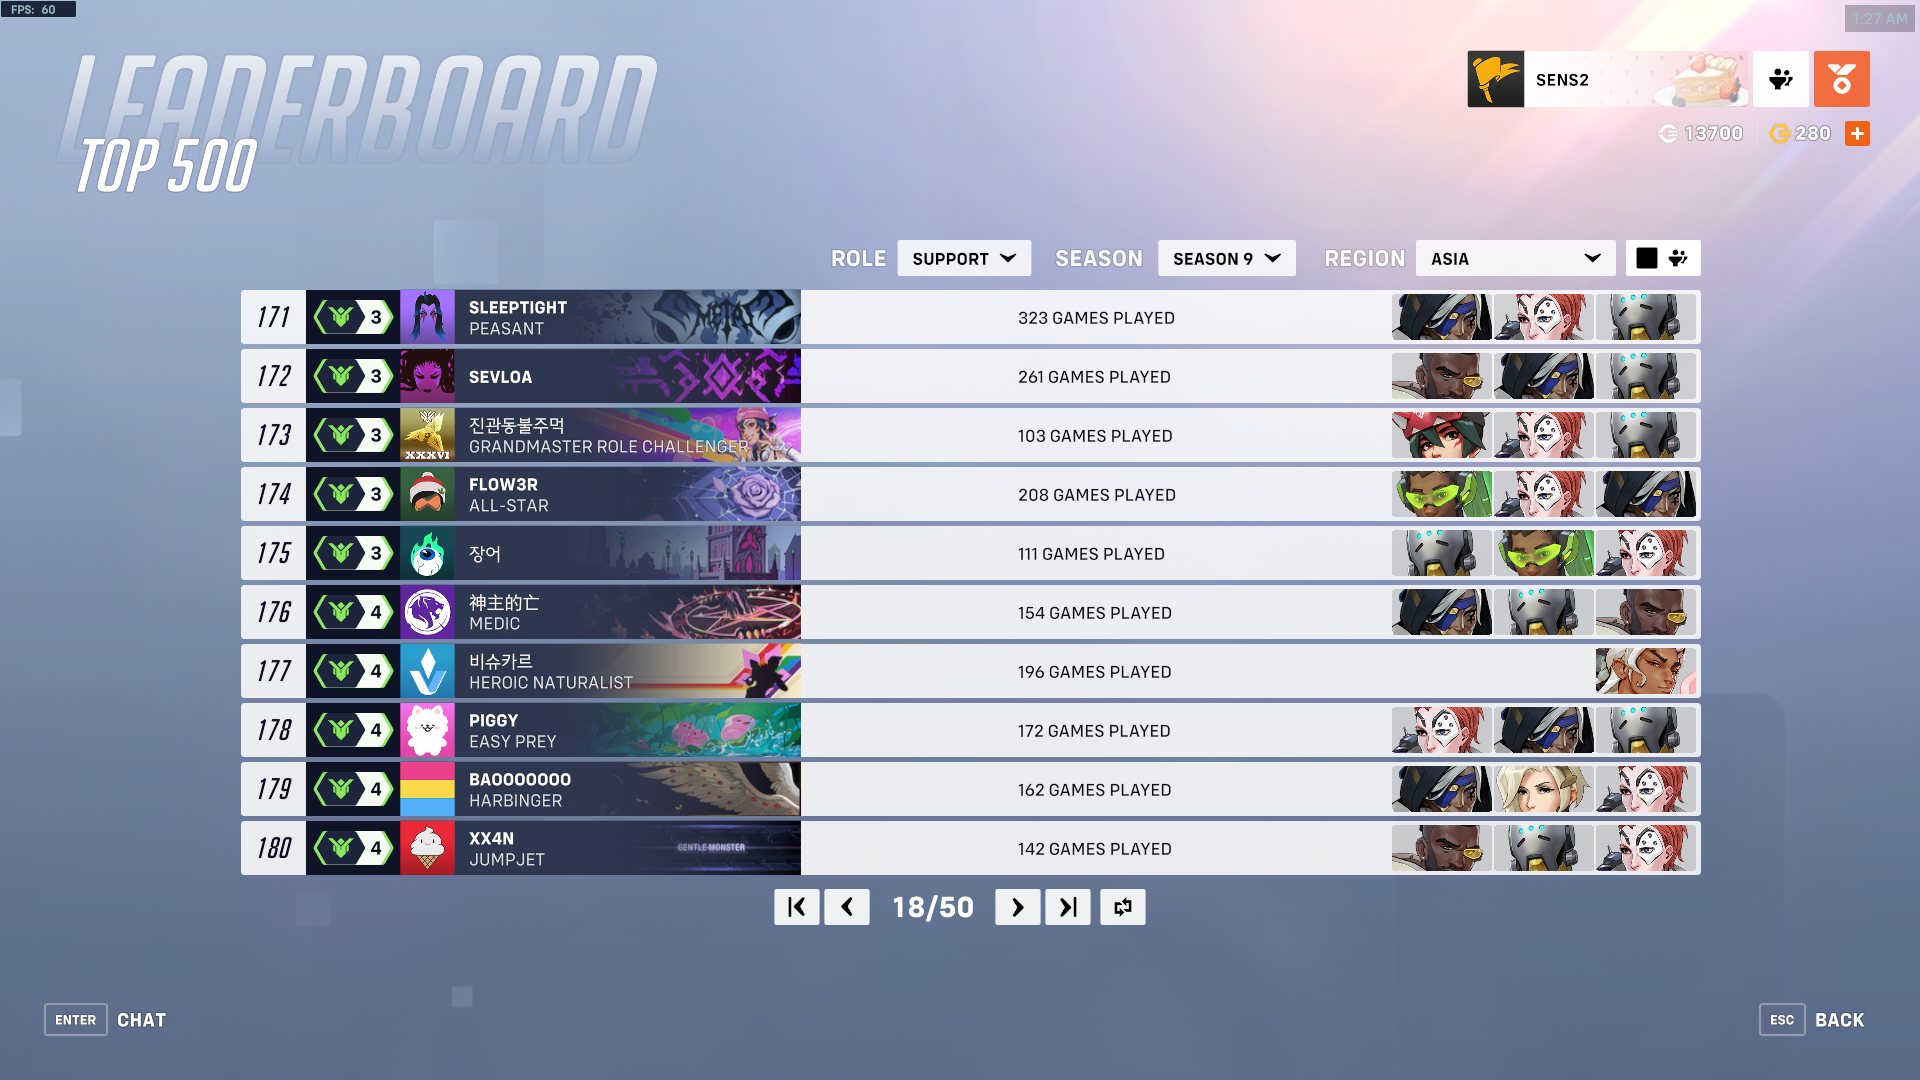 FPS: 60
1:27 AM
LEADERBOARD
TOP 500
SENS2
13700
280
ROLE SUPPORT SEASON SEASON 9 REGION ASIA
171 3 SLEEPTIGHT
PEASANT
METAL
323 GAMES PLAYED
172 3 SEVLOA
261 GAMES PLAYED
173 3 진관동불주먹
GRANDMASTER ROLE CHALLENGER
XXXVI
103 GAMES PLAYED
174 3 FLOW3R
ALL-STAR
208 GAMES PLAYED
175 3 장어
111 GAMES PLAYED
176 4 神主的亡
MEDIC
154 GAMES PLAYED
177 4 비슈카르
HEROIC NATURALIST
196 GAMES PLAYED
178 4 PIGGY
EASY PREY
172 GAMES PLAYED
179 4 BAOOOOOOO
HARBINGER
162 GAMES PLAYED
180 4 XX4N
JUMPJET
GENTLE MONSTER
142 GAMES PLAYED
18/50
ENTER CHAT
ESC BACK